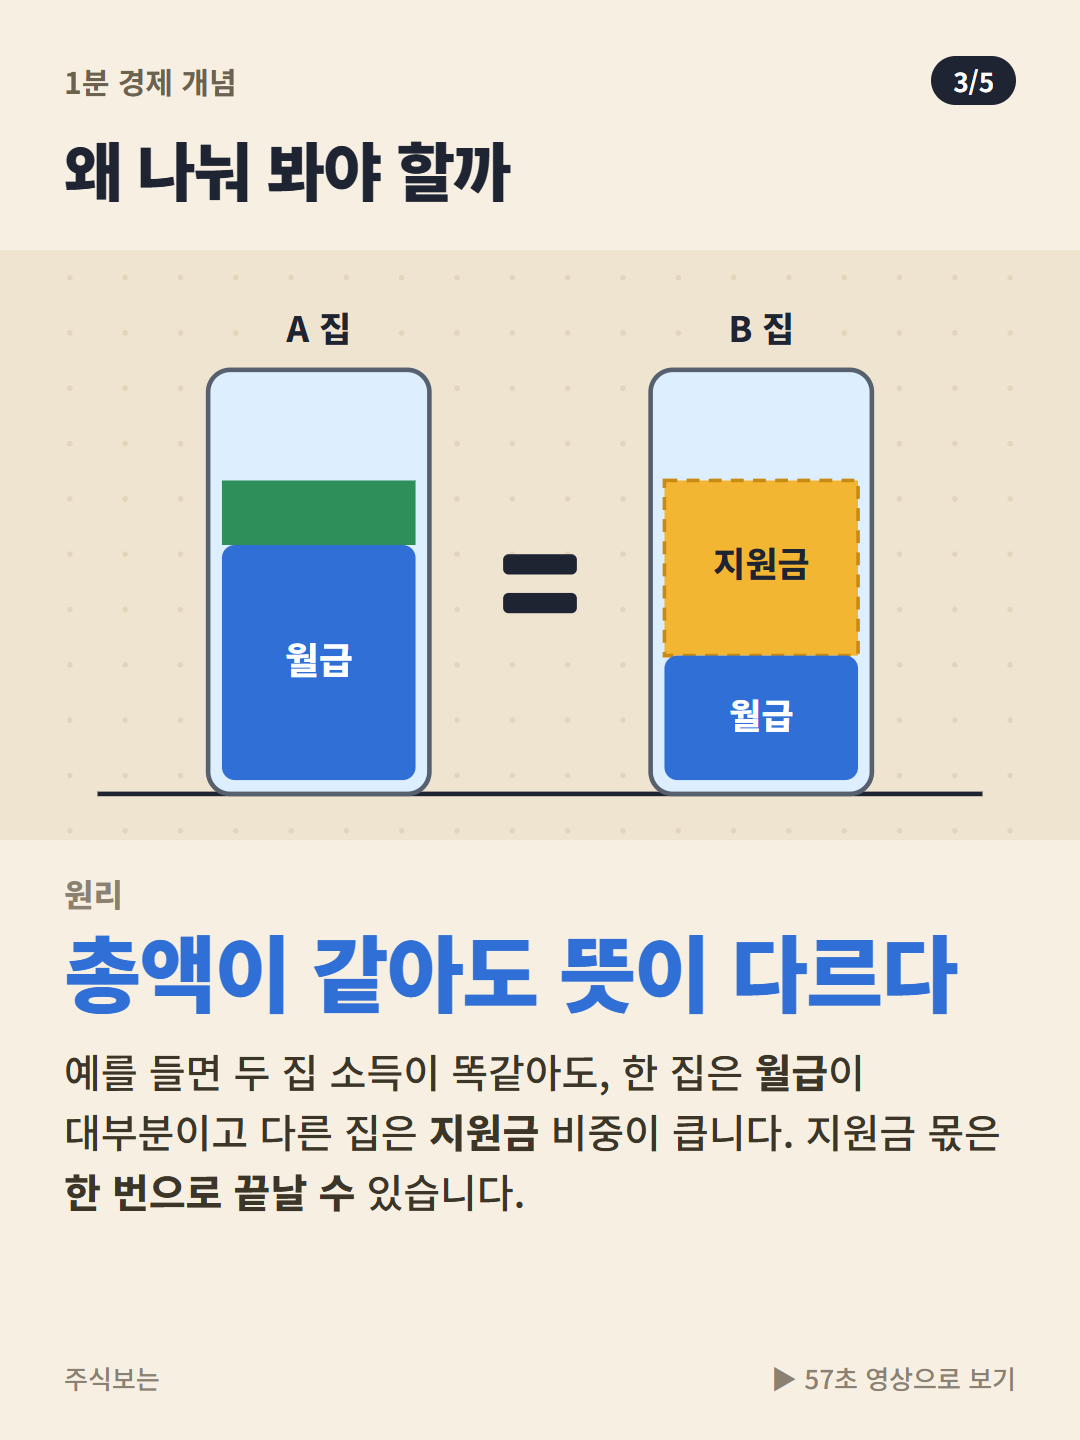 1분 경제 개념
3/5
왜 나눠 봐야 할까
A 집
B 집
지원금
월급
월급
원리
총액이 같아도 뜻이 다르다
예를 들면 두 집 소득이 똑같아도, 한 집은 월급이
대부분이고 다른 집은 지원금 비중이 큽니다. 지원금 몫은
한 번으로 끝날 수 있습니다.
주식보는
▶ 57초 영상으로 보기